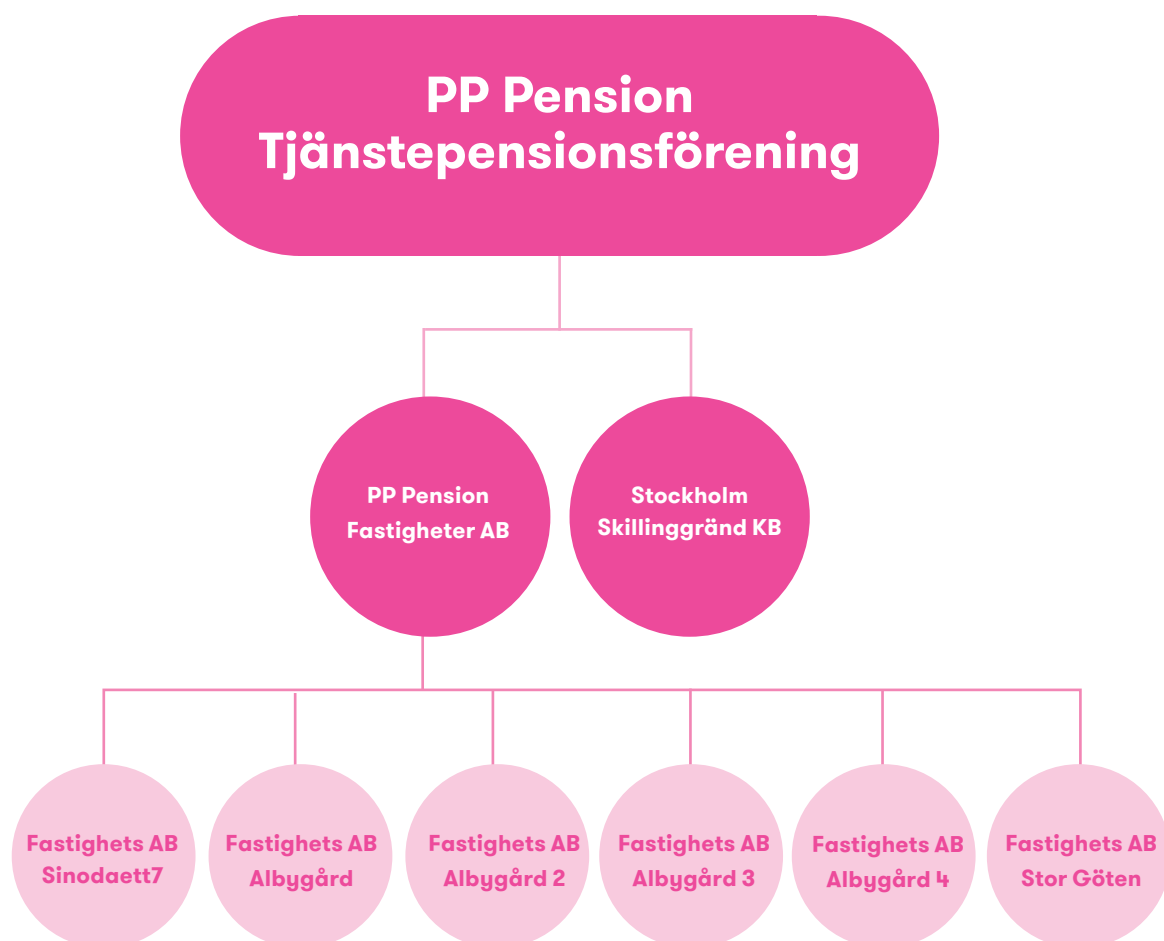 PP Pension
Tjänstepensionsförening
PP Pension
Fastigheter AB
Stockholm
Skillinggränd KB
Fastighets AB
Sinodaett7
Fastighets AB
Albygård
Fastighets AB
Albygård 2
Fastighets AB
Albygård 3
Fastighets AB
Albygård 4
Fastighets AB
Stor Göten